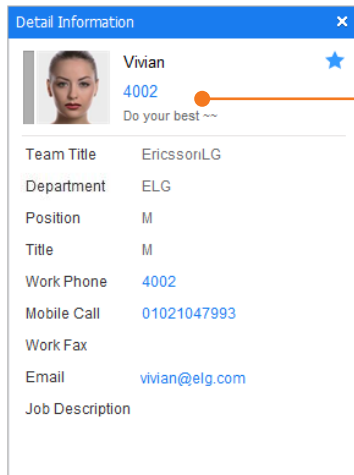 Detail Information
Vivian
4002
Do your best ~~
Team Title EricssonLG
Department ELG
Position M
Title M
Work Phone 4002
Mobile Call 01021047993
Work Fax
Email vivian@elg.com
Job Description